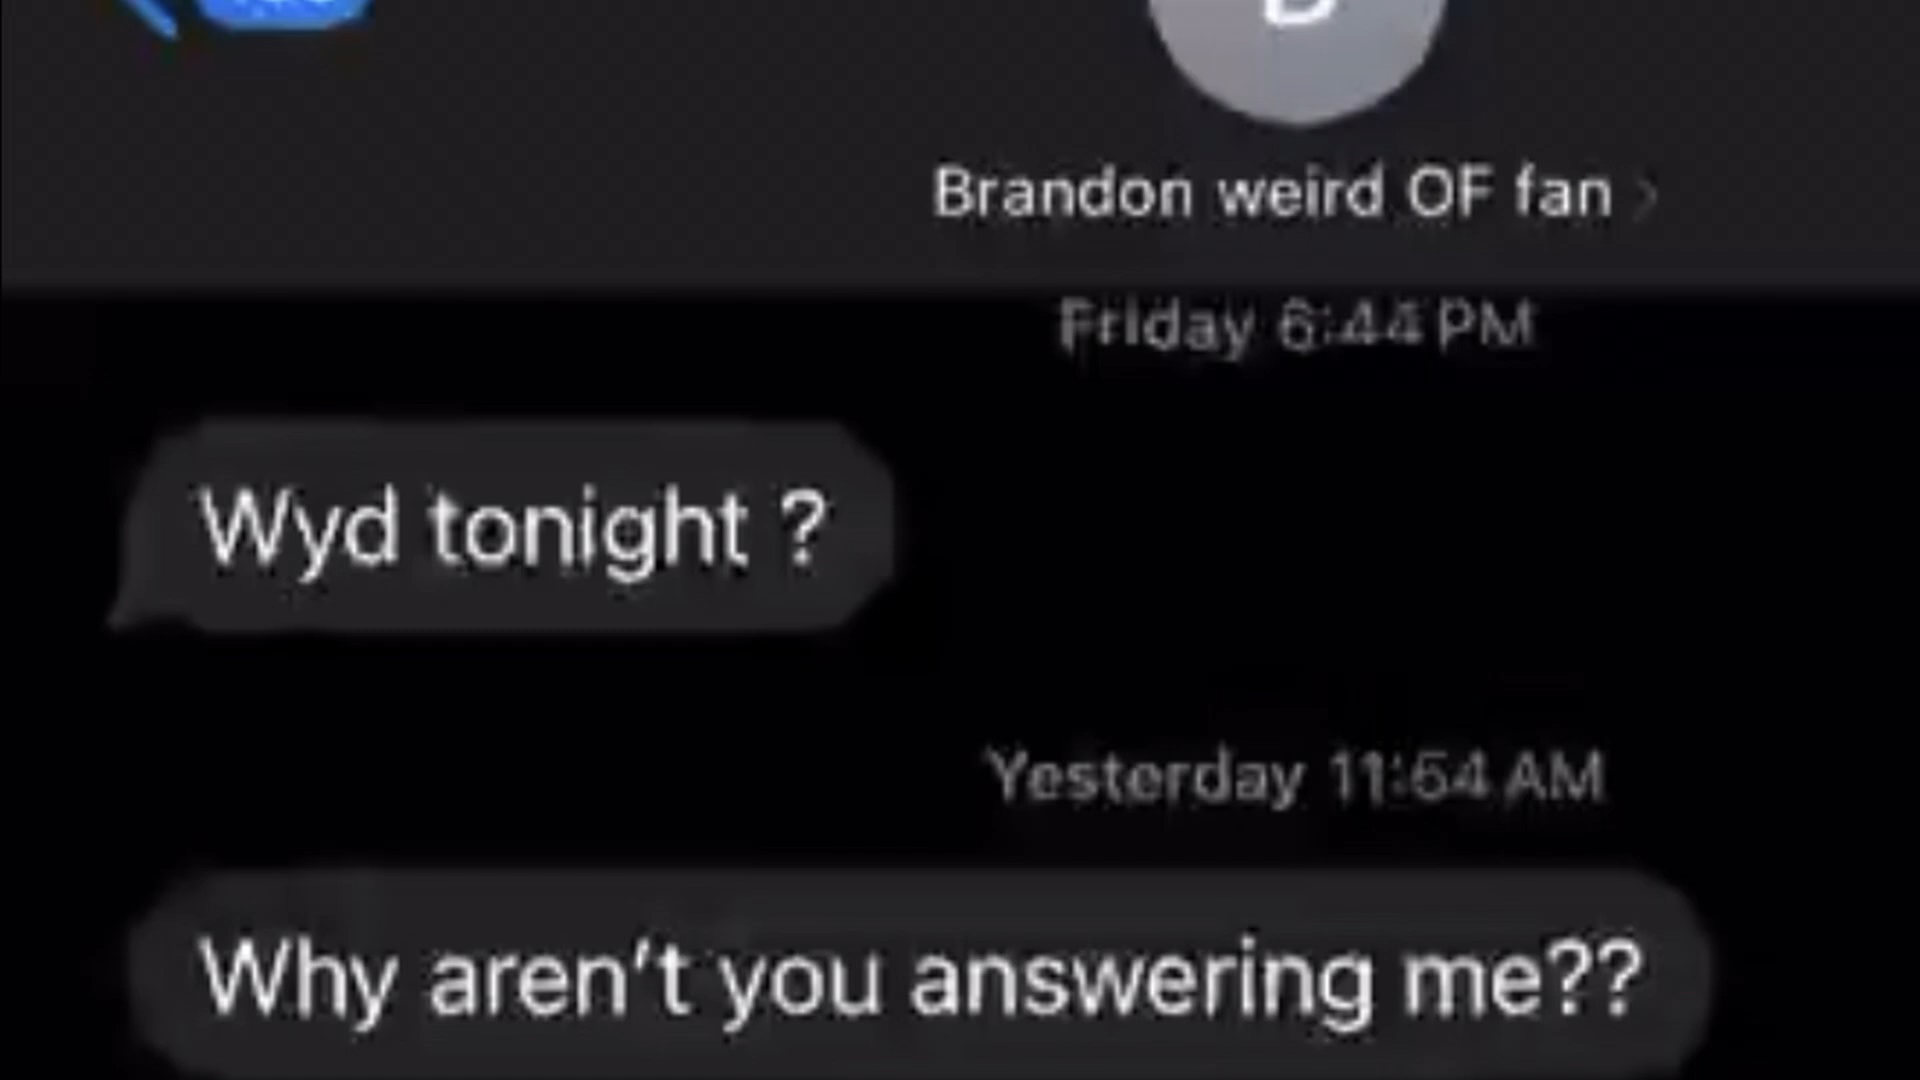 Brandon weird OF fan
Friday 6:44 PM
Wyd tonight ?
Yesterday 11:54 AM
Why aren't you answering me??